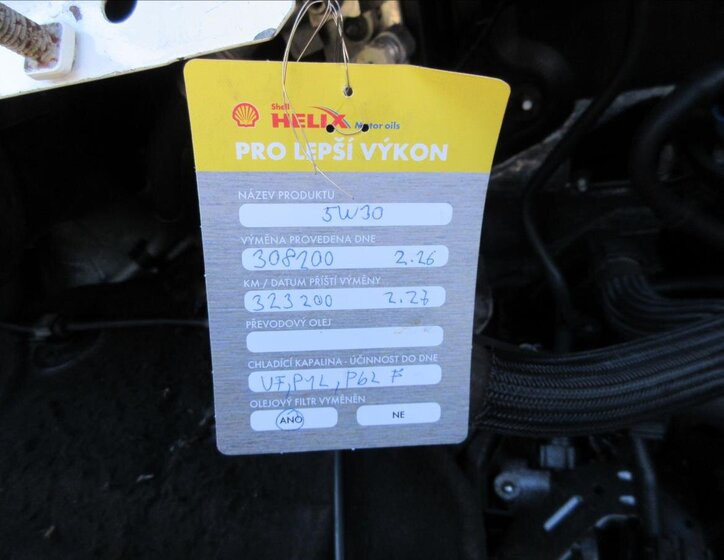 Shell
HELIX Motor oils
PRO LEPŠÍ VÝKON
NÁZEV PRODUKTU
5W30
VÝMĚNA PROVEDENA DNE
308200 2.26
KM / DATUM PŘÍŠTÍ VÝMĚNY
323200 2.27
PŘEVODOVÝ OLEJ
CHLADÍCÍ KAPALINA - ÚČINNOST DO DNE
VF, P1L, P62 F
OLEJOVÝ FILTR VYMĚNĚN
ANO NE